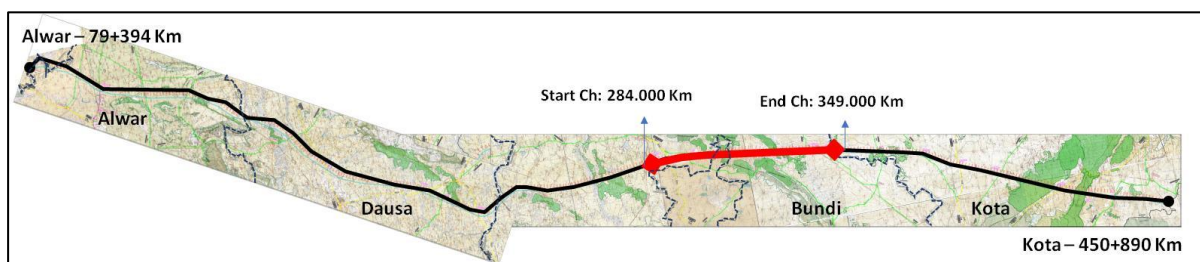 Alwar – 79+394 Km
Start Ch: 284.000 Km
End Ch: 349.000 Km
Alwar
Dausa
Bundi
Kota
Kota – 450+890 Km